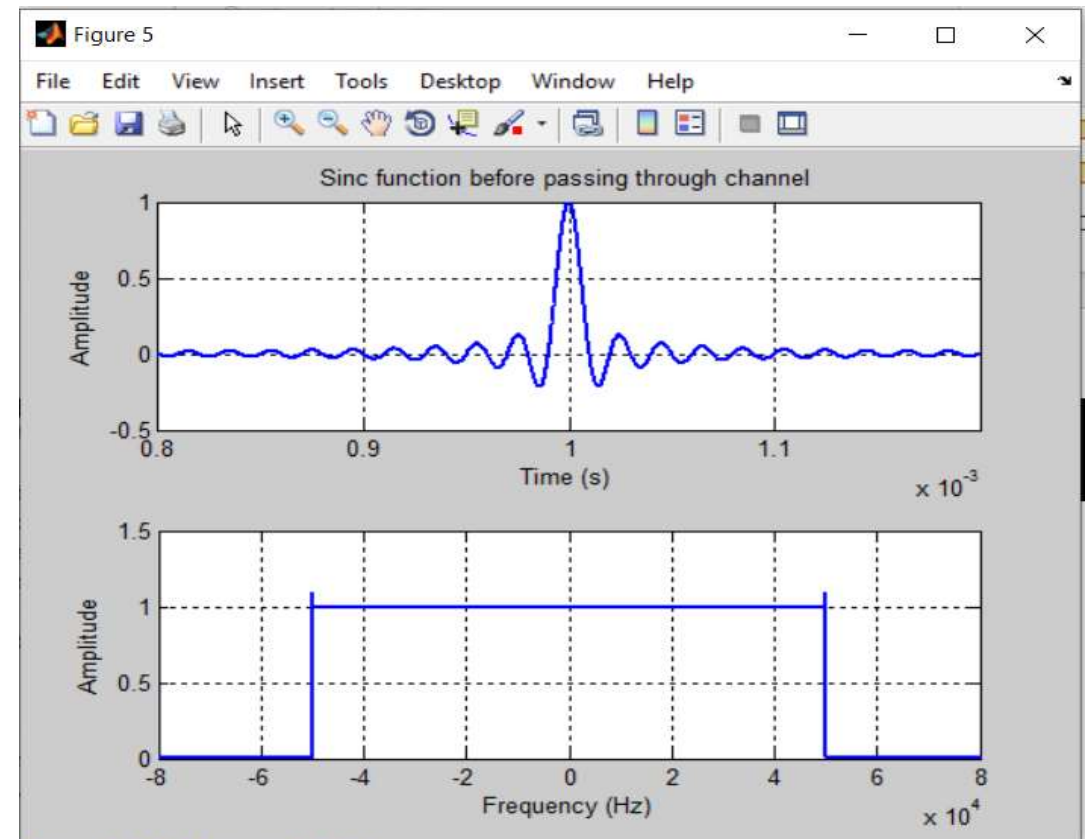 Figure 5
File Edit View Insert Tools Desktop Window Help
Sinc function before passing through channel
1
0.5
0
-0.5
Amplitude
0.8 0.9 1 1.1
Time (s)
x 10^-3
1.5
1
0.5
0
Amplitude
-8 -6 -4 -2 0 2 4 6 8
Frequency (Hz)
x 10^4